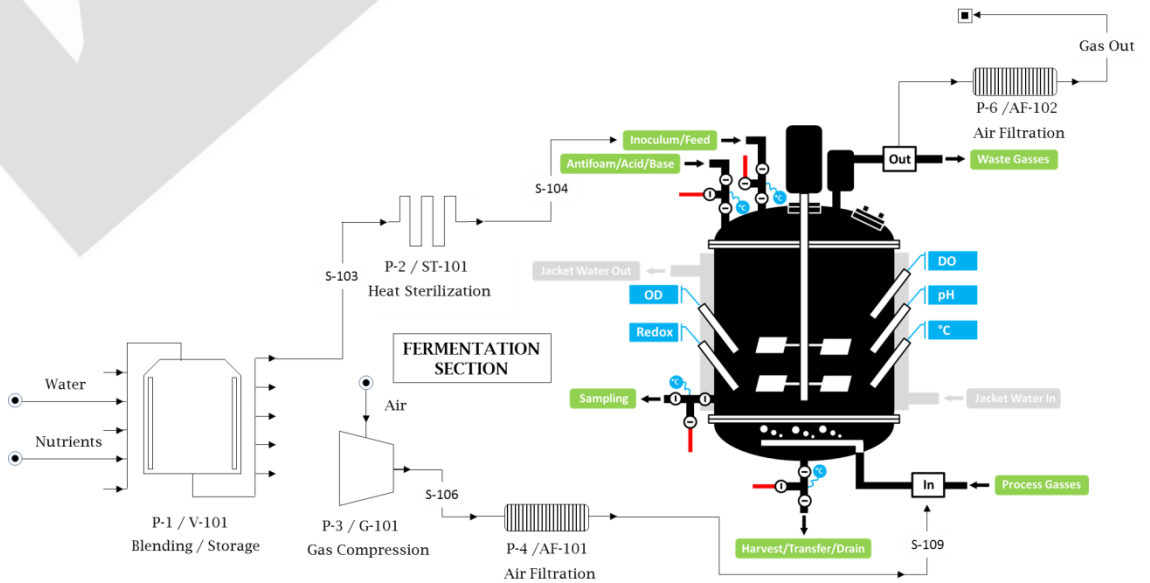 Gas Out
P-6 /AF-102
Air Filtration
Inoculum/Feed
Antifoam/Acid/Base
Out
Waste Gasses
S-104
°C
°C
P-2 / ST-101
Heat Sterilization
S-103
Jacket Water Out
DO
OD
pH
Redox
°C
FERMENTATION
SECTION
Water
Air
°C
Sampling
Jacket Water In
Nutrients
°C
S-106
In
Process Gasses
P-1 / V-101
Blending / Storage
P-3 / G-101
Gas Compression
P-4 /AF-101
Air Filtration
Harvest/Transfer/Drain
S-109